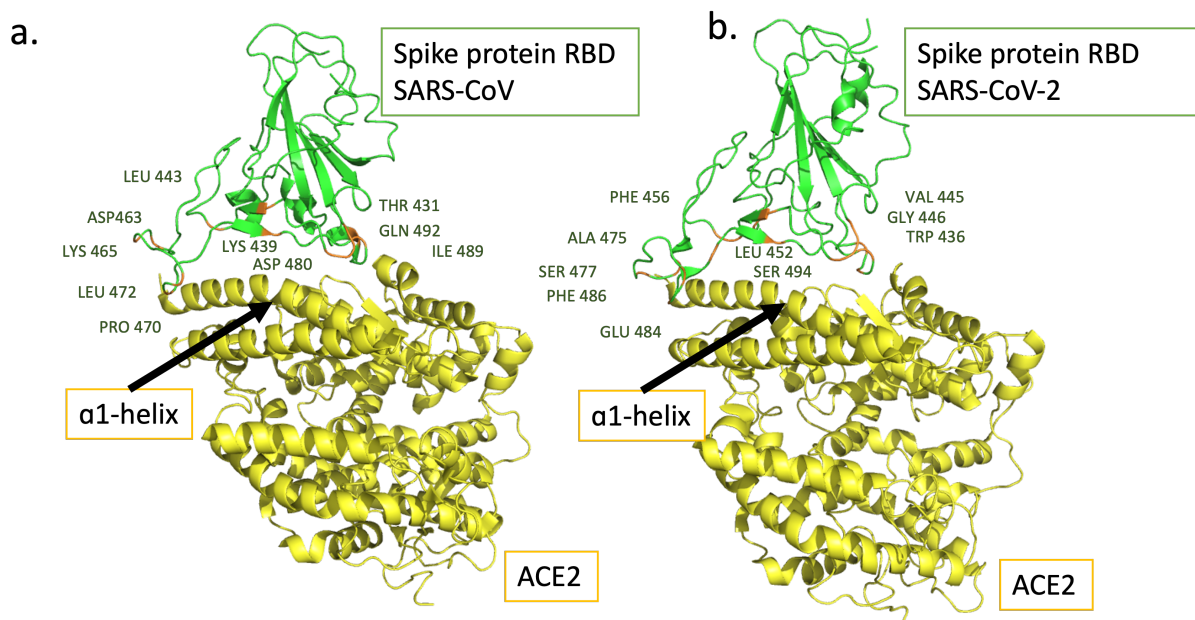 a.
Spike protein RBD
SARS-CoV
LEU 443
ASP463
LYS 465
LYS 439
ASP 480
THR 431
GLN 492
ILE 489
LEU 472
PRO 470
α1-helix
ACE2
b.
Spike protein RBD
SARS-CoV-2
PHE 456
ALA 475
SER 477
PHE 486
GLU 484
LEU 452
SER 494
VAL 445
GLY 446
TRP 436
α1-helix
ACE2